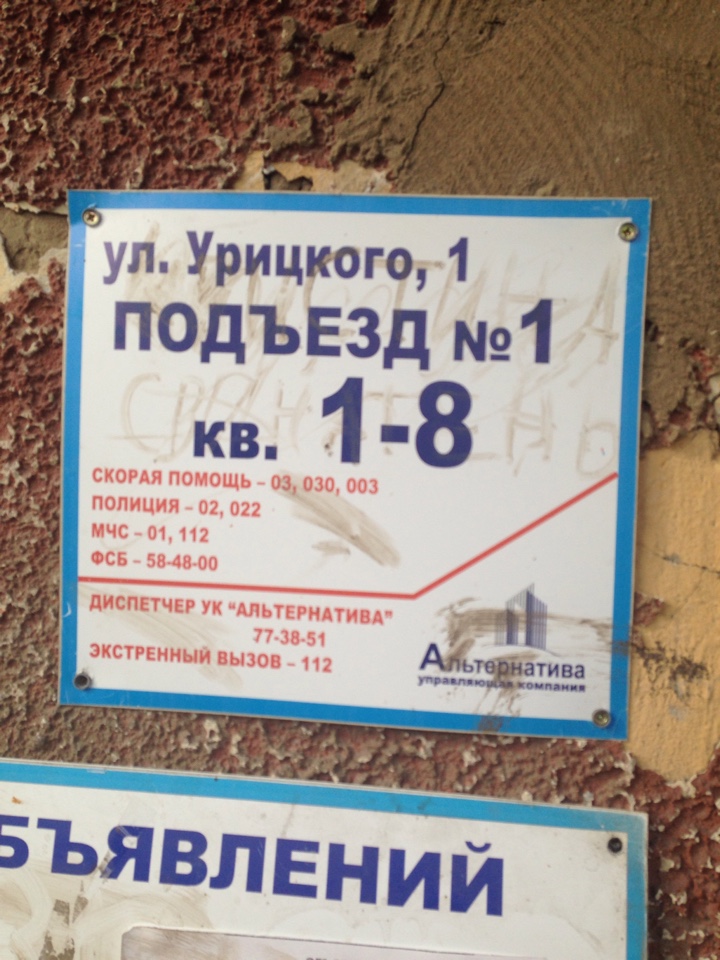 ул. Урицкого, 1
ПОДЪЕЗД №1
кв. 1-8
СКОРАЯ ПОМОЩЬ – 03, 030, 003
ПОЛИЦИЯ – 02, 022
МЧС – 01, 112
ФСБ – 58-48-00
ДИСПЕТЧЕР УК “АЛЬТЕРНАТИВА”
77-38-51
ЭКСТРЕННЫЙ ВЫЗОВ – 112
Альтернатива
управляющая компания
БЪЯВЛЕНИЙ